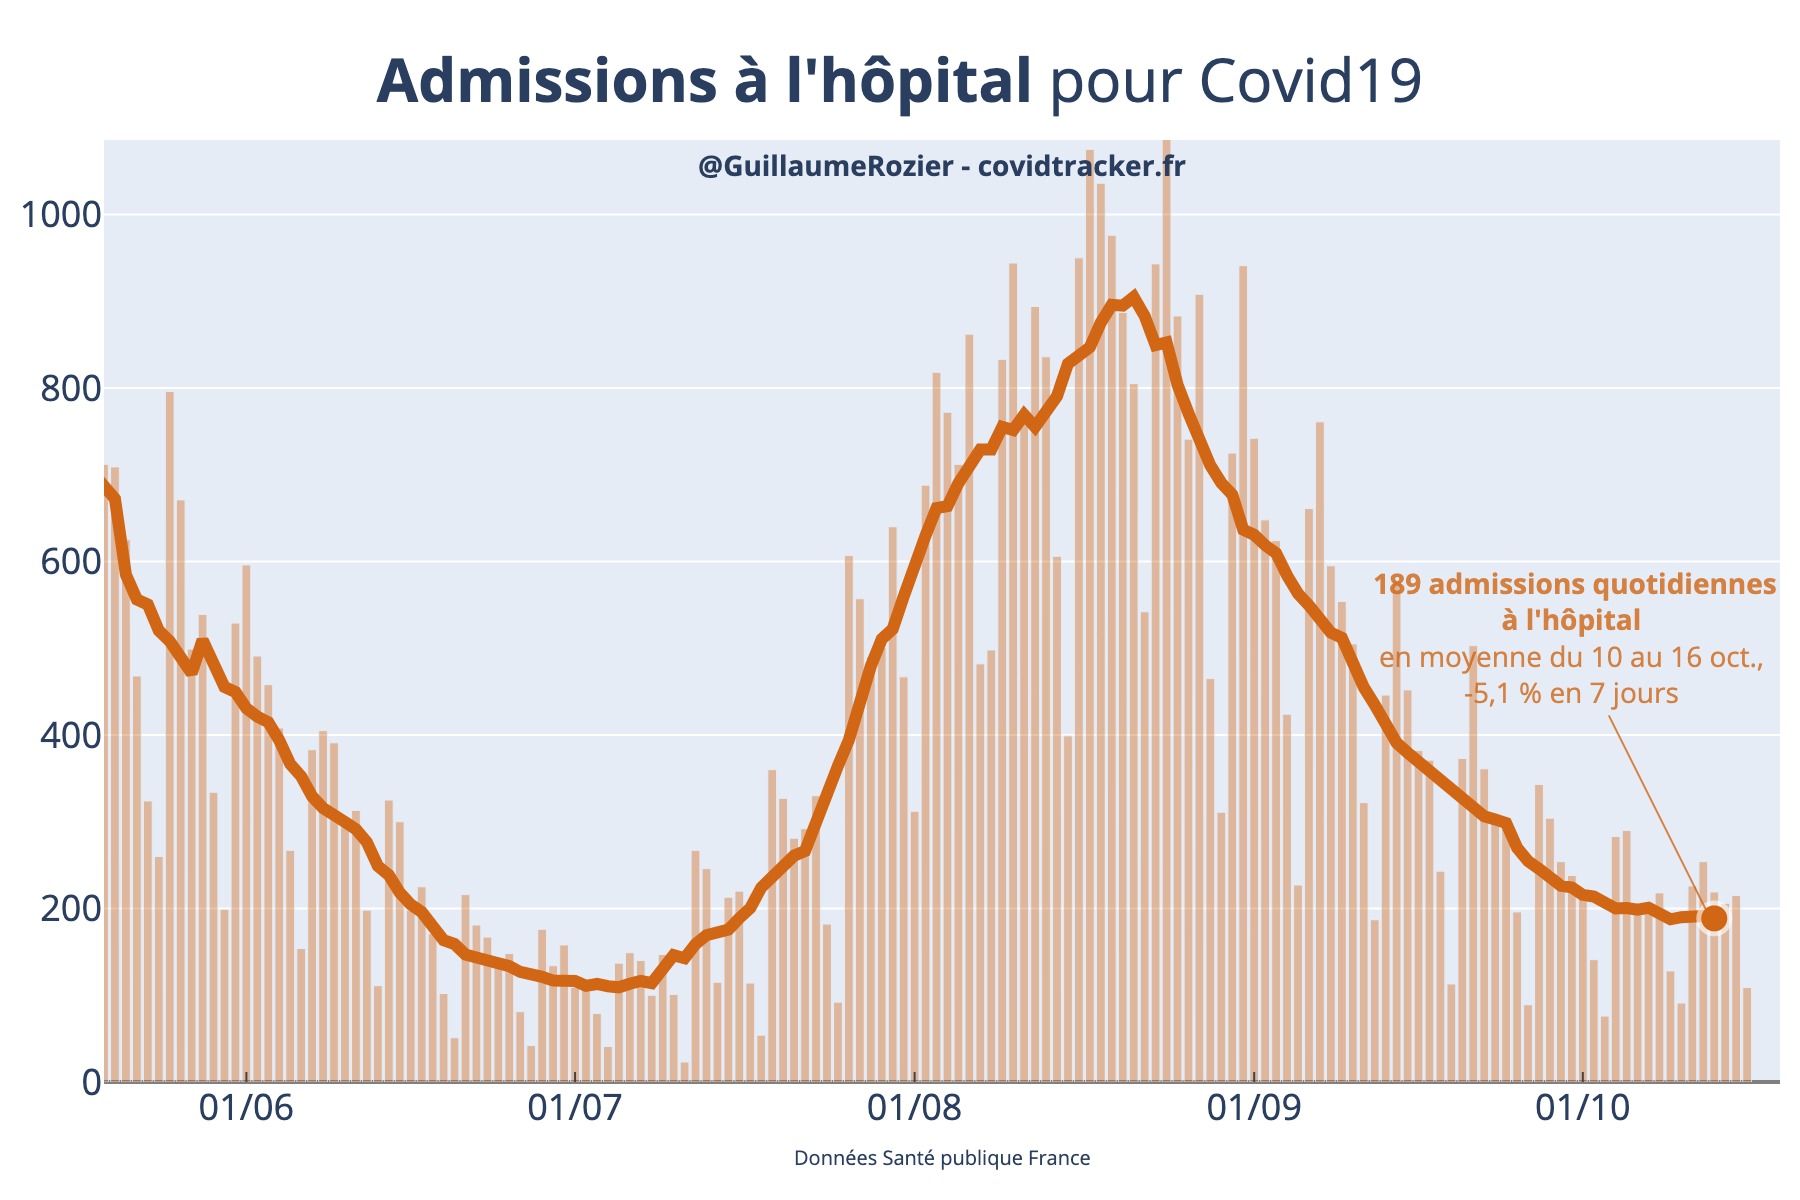 Admissions à l'hôpital pour Covid19
@GuillaumeRozier - covidtracker.fr
1000
800
600
400
200
0
189 admissions quotidiennes
à l'hôpital
en moyenne du 10 au 16 oct.,
-5,1 % en 7 jours
01/06
01/07
01/08
01/09
01/10
Données Santé publique France